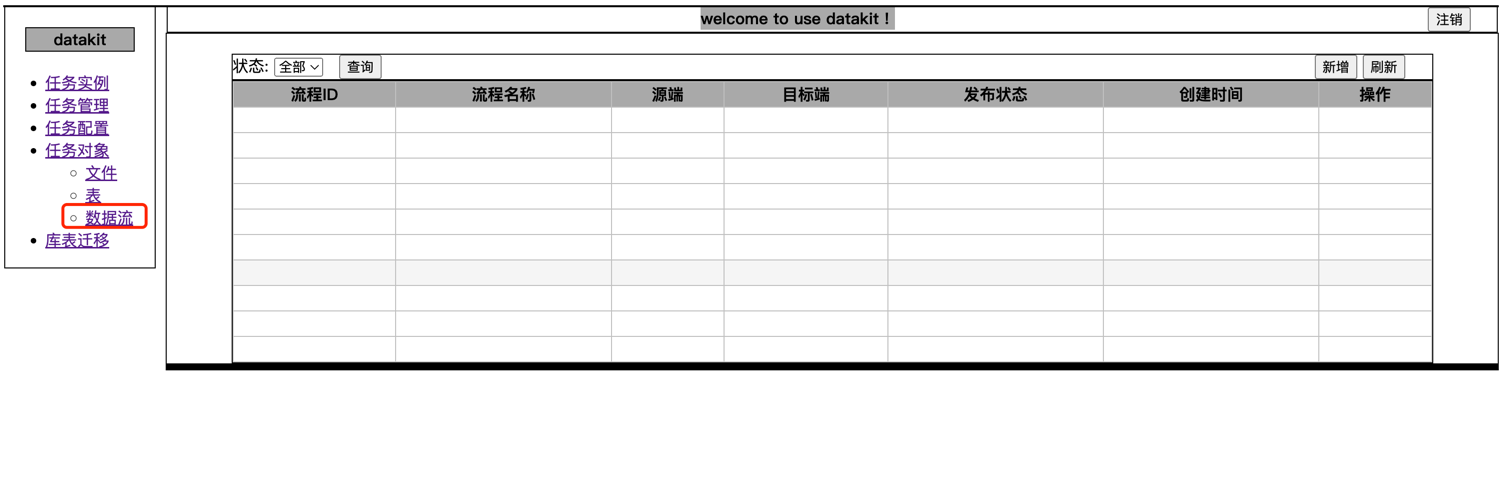 datakit
任务实例
任务管理
任务配置
任务对象
文件
表
数据流
库表迁移
welcome to use datakit ! 注销
状态: 全部 查询 新增 刷新
流程ID 流程名称 源端 目标端 发布状态 创建时间 操作